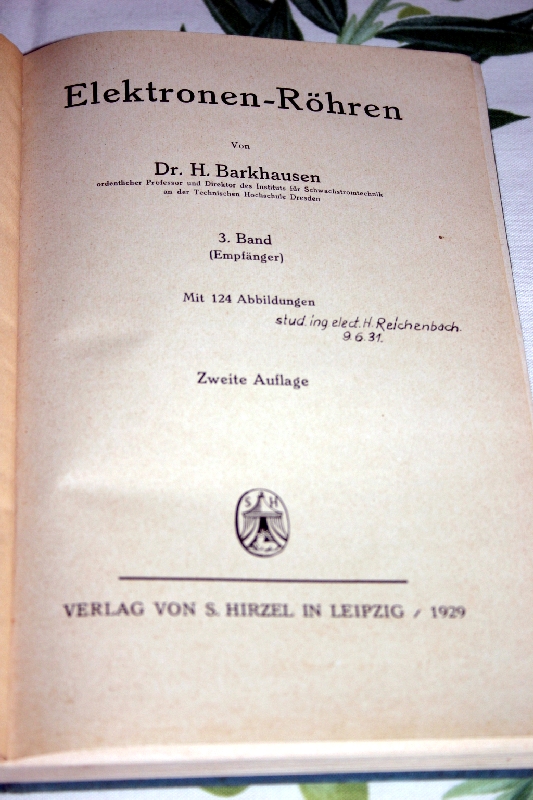 Elektronen-Röhren
Von
Dr. H. Barkhausen
ordentlicher Professor und Direktor des Instituts für Schwachstromtechnik
an der Technischen Hochschule Dresden
3. Band
(Empfänger)
Mit 124 Abbildungen
stud. ing. elect. H. Reichenbach.
9.6.31.
Zweite Auflage
S H
VERLAG VON S. HIRZEL IN LEIPZIG / 1929